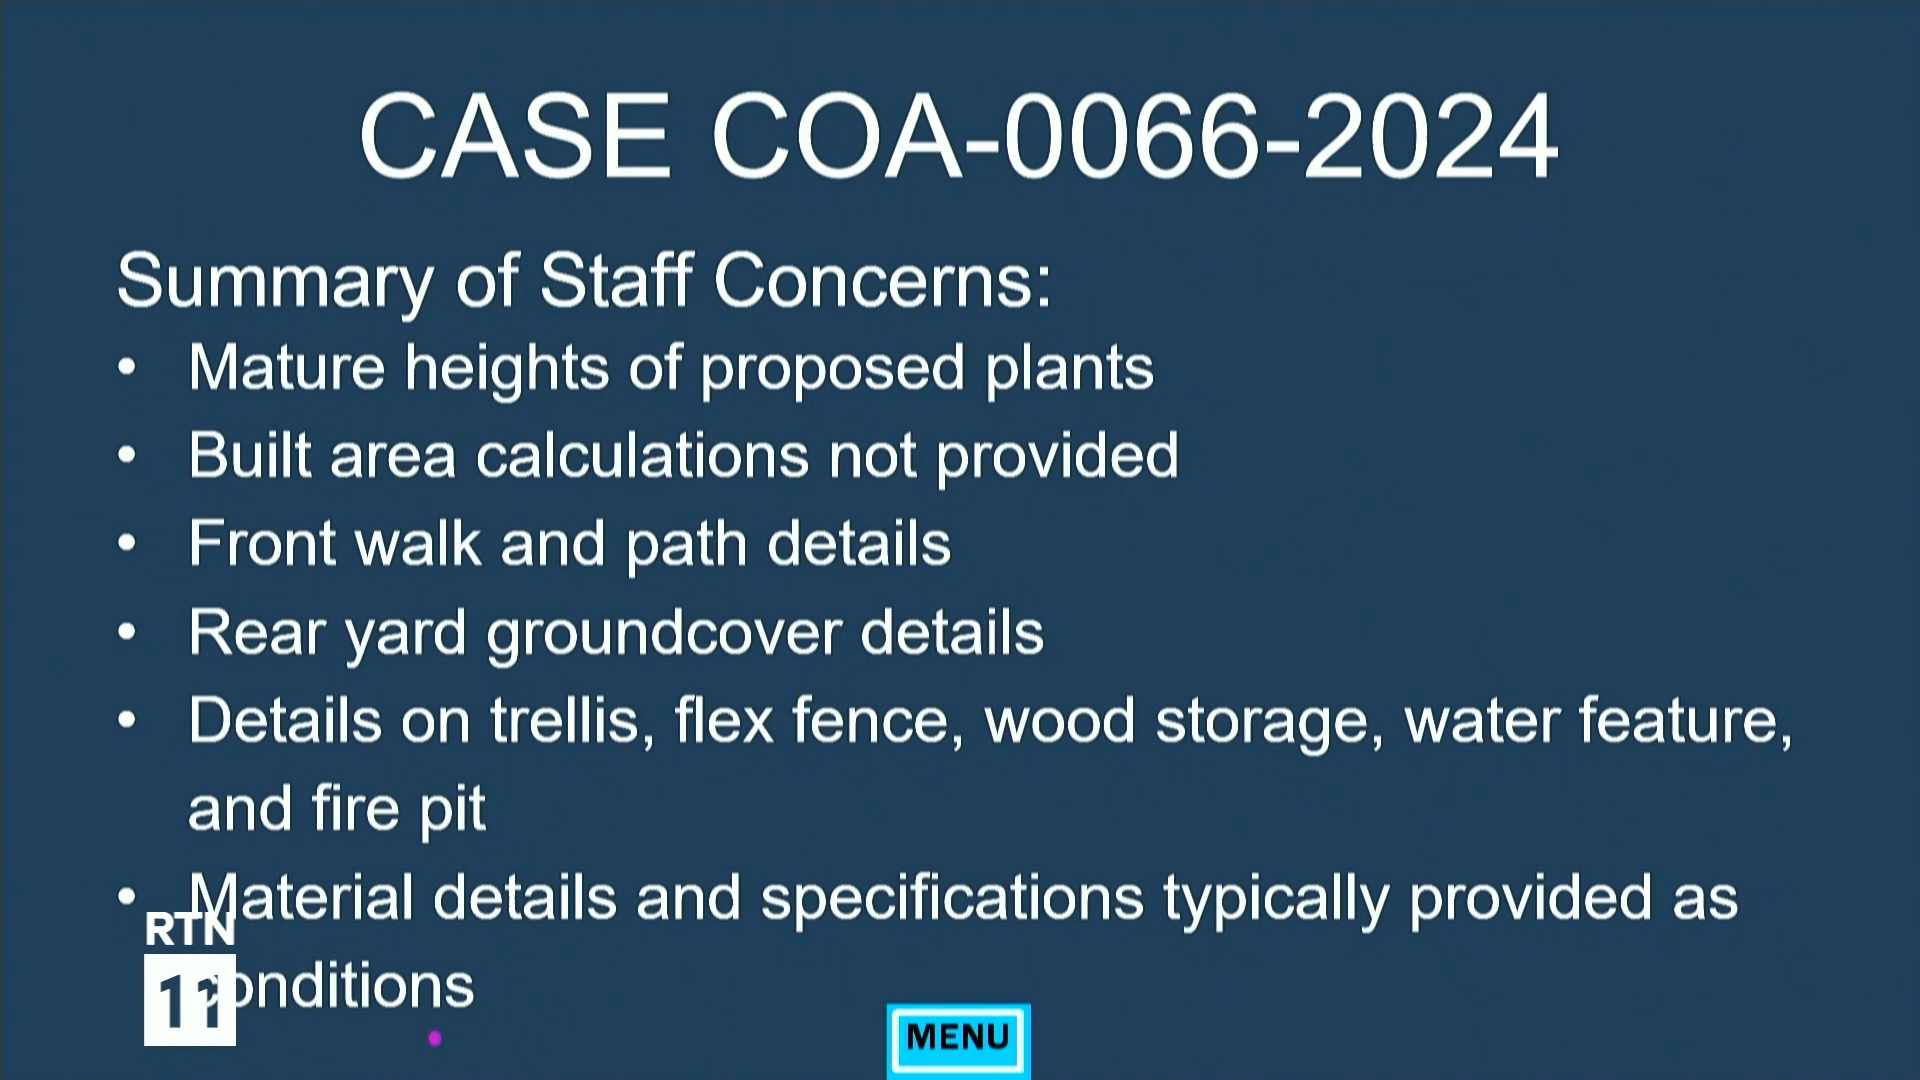 CASE COA-0066-2024
Summary of Staff Concerns:
• Mature heights of proposed plants
• Built area calculations not provided
• Front walk and path details
• Rear yard groundcover details
• Details on trellis, flex fence, wood storage, water feature,
and fire pit
• Material details and specifications typically provided as
conditions
RTN
11
MENU